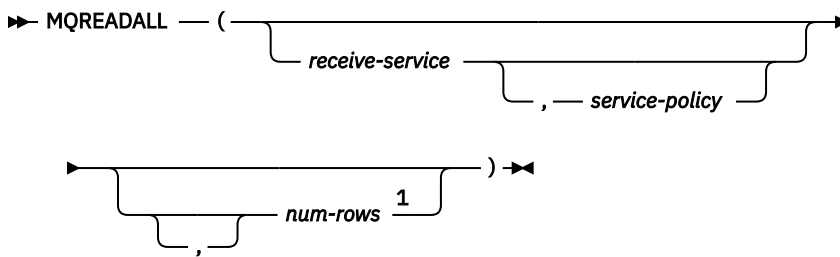 MQREADALL (
receive-service
, service-policy
)
num-rows 1
,